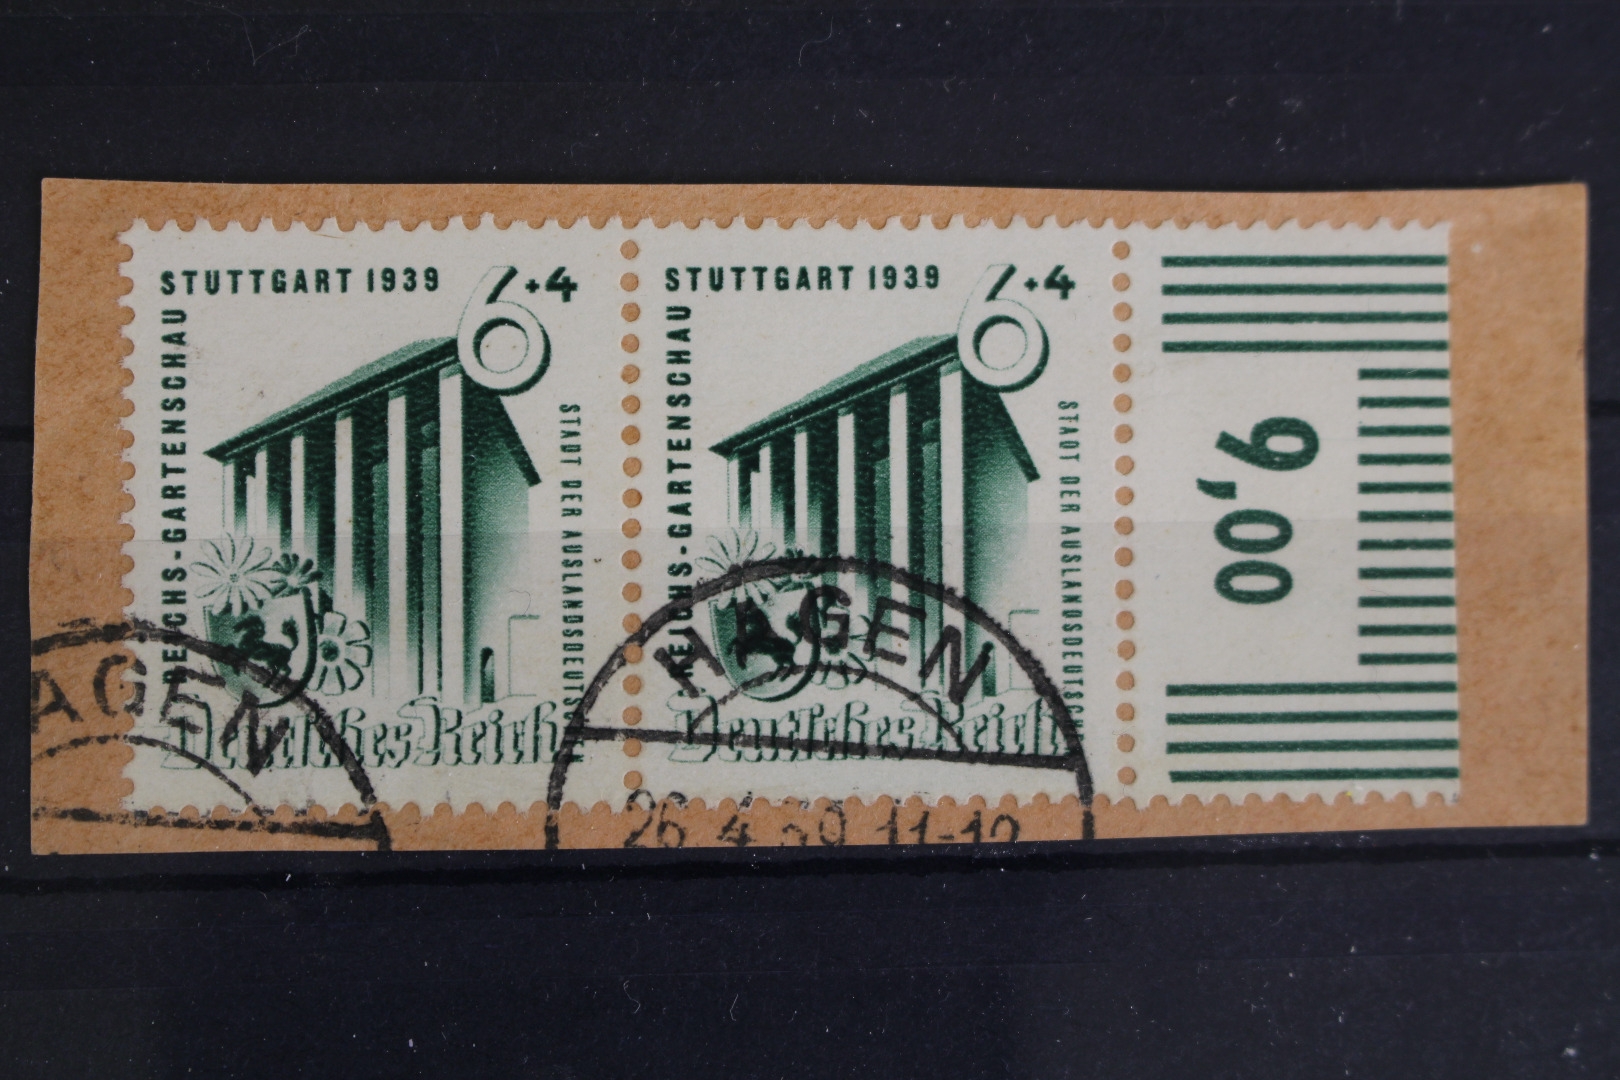 STUTTGART 1939
6+4
REICHS-GARTENSCHAU
STADT DER AUSLANDSDEUTSCHEN
Deutsches Reich
STUTTGART 1939
6+4
REICHS-GARTENSCHAU
STADT DER AUSLANDSDEUTSCHEN
Deutsches Reich
9,00
AGEN
HAGEN
26.4.39 11-12